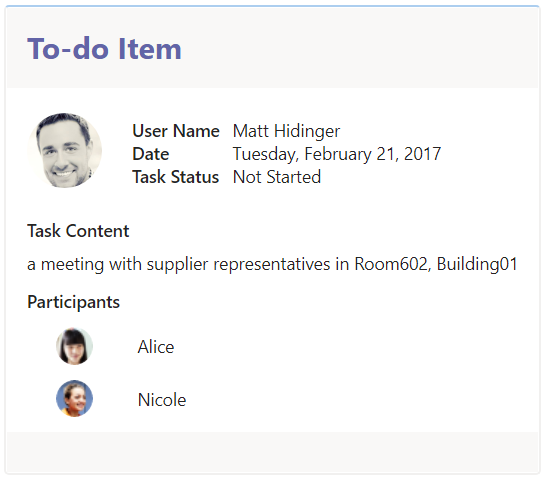 To-do Item
User Name Matt Hidinger
Date Tuesday, February 21, 2017
Task Status Not Started
Task Content
a meeting with supplier representatives in Room602, Building01
Participants
Alice
Nicole